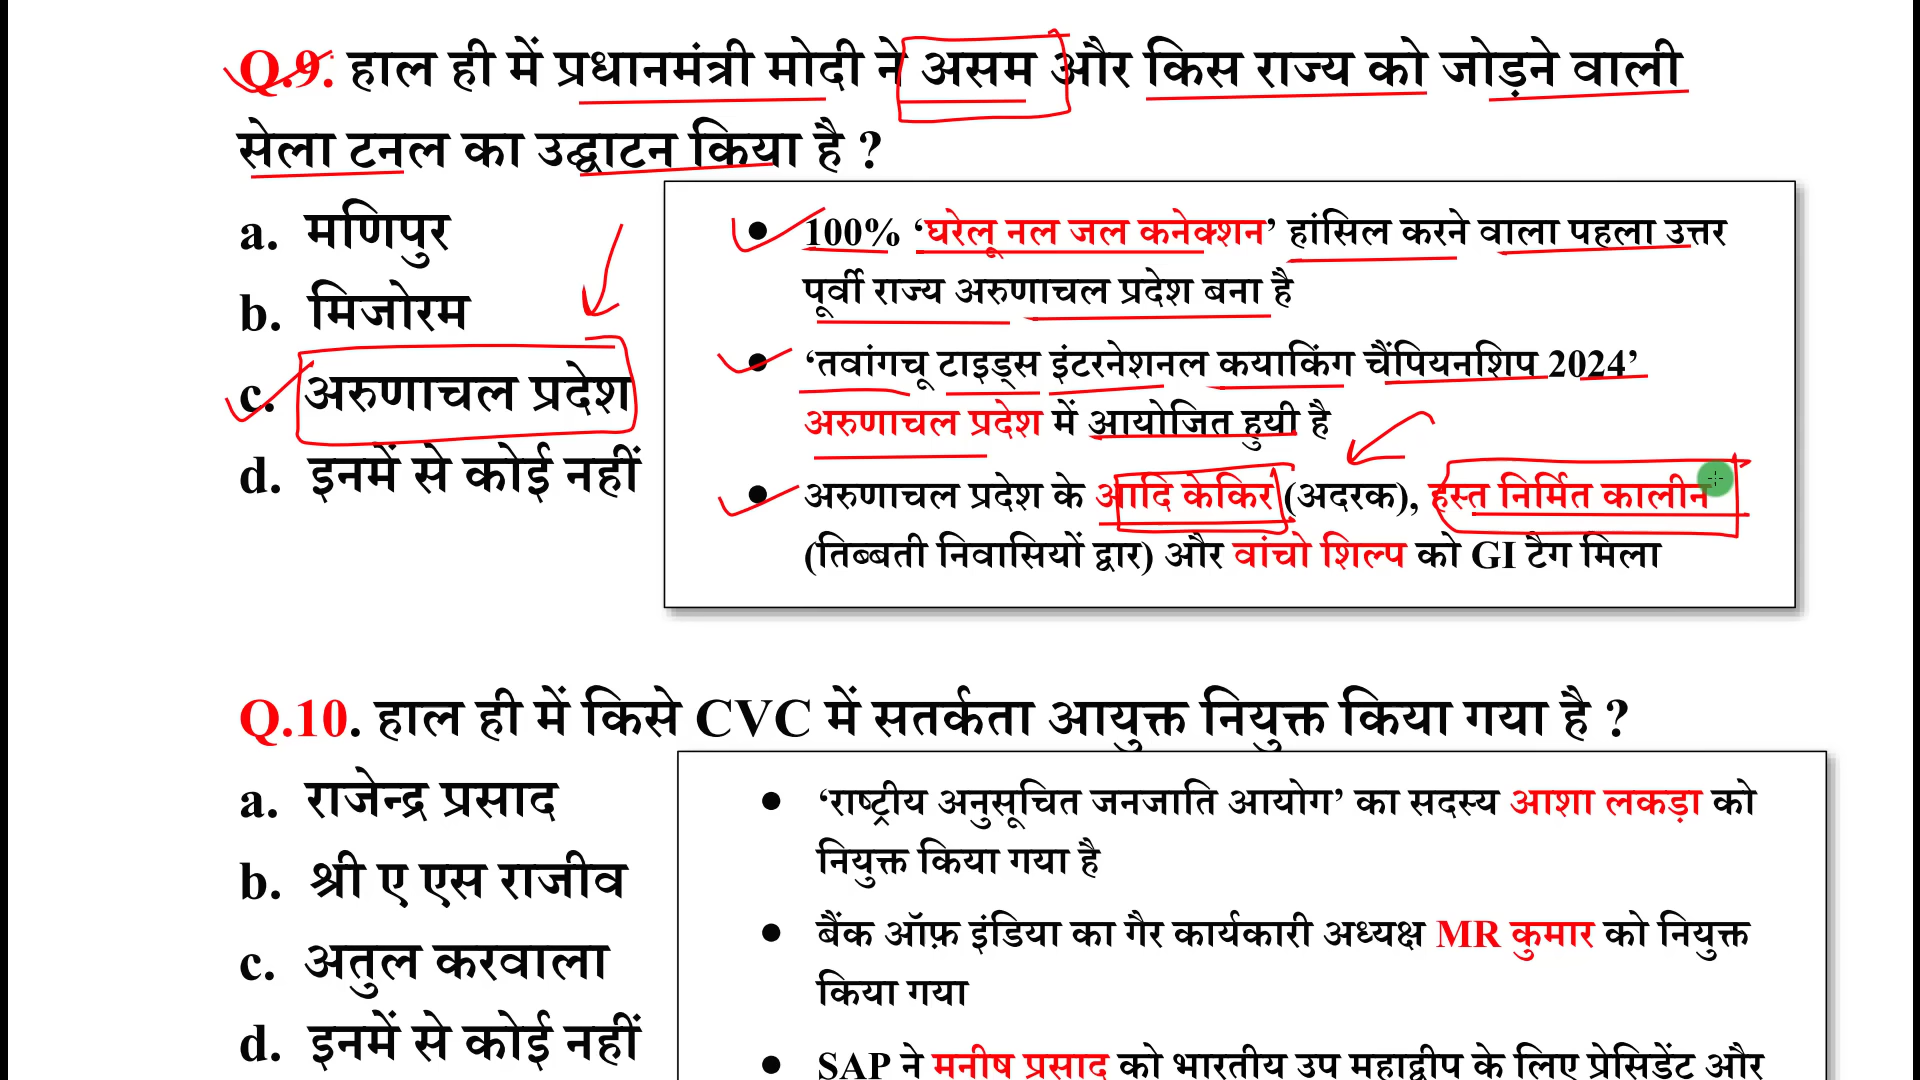 Q.9. हाल ही में प्रधानमंत्री मोदी ने असम और किस राज्य को जोड़ने वाली
सेला टनल का उद्घाटन किया है ?
a. मणिपुर
b. मिजोरम
c. अरुणाचल प्रदेश
d. इनमें से कोई नहीं
• 100% ‘घरेलू नल जल कनेक्शन’ हांसिल करने वाला पहला उत्तर
पूर्वी राज्य अरुणाचल प्रदेश बना है
• ‘तवांगचू टाइड्स इंटरनेशनल कयाकिंग चैंपियनशिप 2024’
अरुणाचल प्रदेश में आयोजित हुयी है
• अरुणाचल प्रदेश के आदि केकिर (अदरक), हस्त निर्मित कालीन
(तिब्बती निवासियों द्वार) और वांचो शिल्प को GI टैग मिला
Q.10. हाल ही में किसे CVC में सतर्कता आयुक्त नियुक्त किया गया है ?
a. राजेन्द्र प्रसाद
b. श्री ए एस राजीव
c. अतुल करवाला
d. इनमें से कोई नहीं
• ‘राष्ट्रीय अनुसूचित जनजाति आयोग’ का सदस्य आशा लकड़ा को
नियुक्त किया गया है
• बैंक ऑफ़ इंडिया का गैर कार्यकारी अध्यक्ष MR कुमार को नियुक्त
किया गया
• SAP ने मनीष प्रसाद को भारतीय उप महाद्वीप के लिए प्रेसिडेंट और